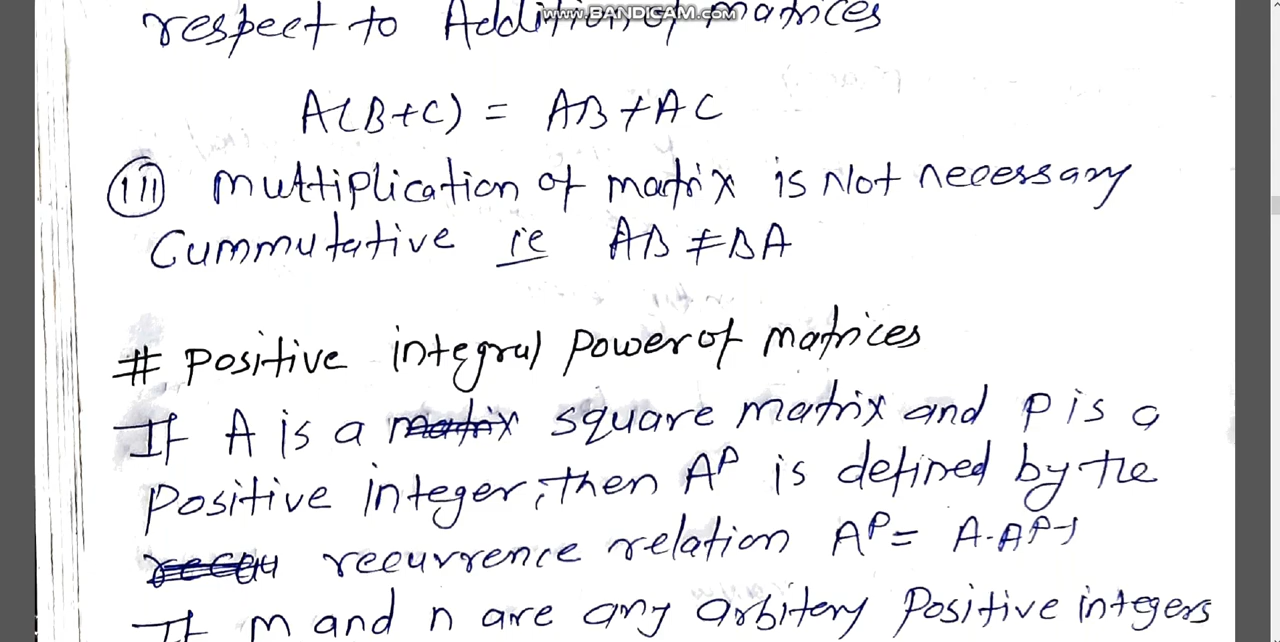 www.BANDICAM.com
respect to Addition of matrices
A(B+C) = AB+AC
(iii) multiplication of matrix is Not necessary
Cummutative ie AB ≠ BA
# Positive integral Power of matrices
If A is a matrix square matrix and P is a
Positive integer, then A^P is defined by the
recurrence relation A^P = A.A^P-1
If m and n are any arbitery Positive integers